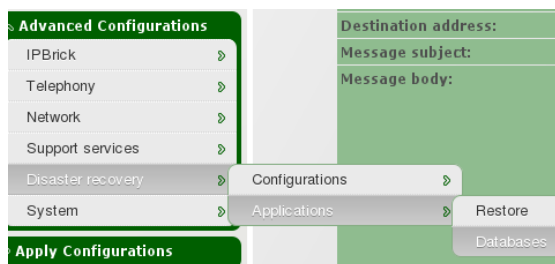 Advanced Configurations
IPBrick
Telephony
Network
Support services
Disaster recovery
System
Apply Configurations
Configurations
Applications
Restore
Databases
Destination address:
Message subject:
Message body: